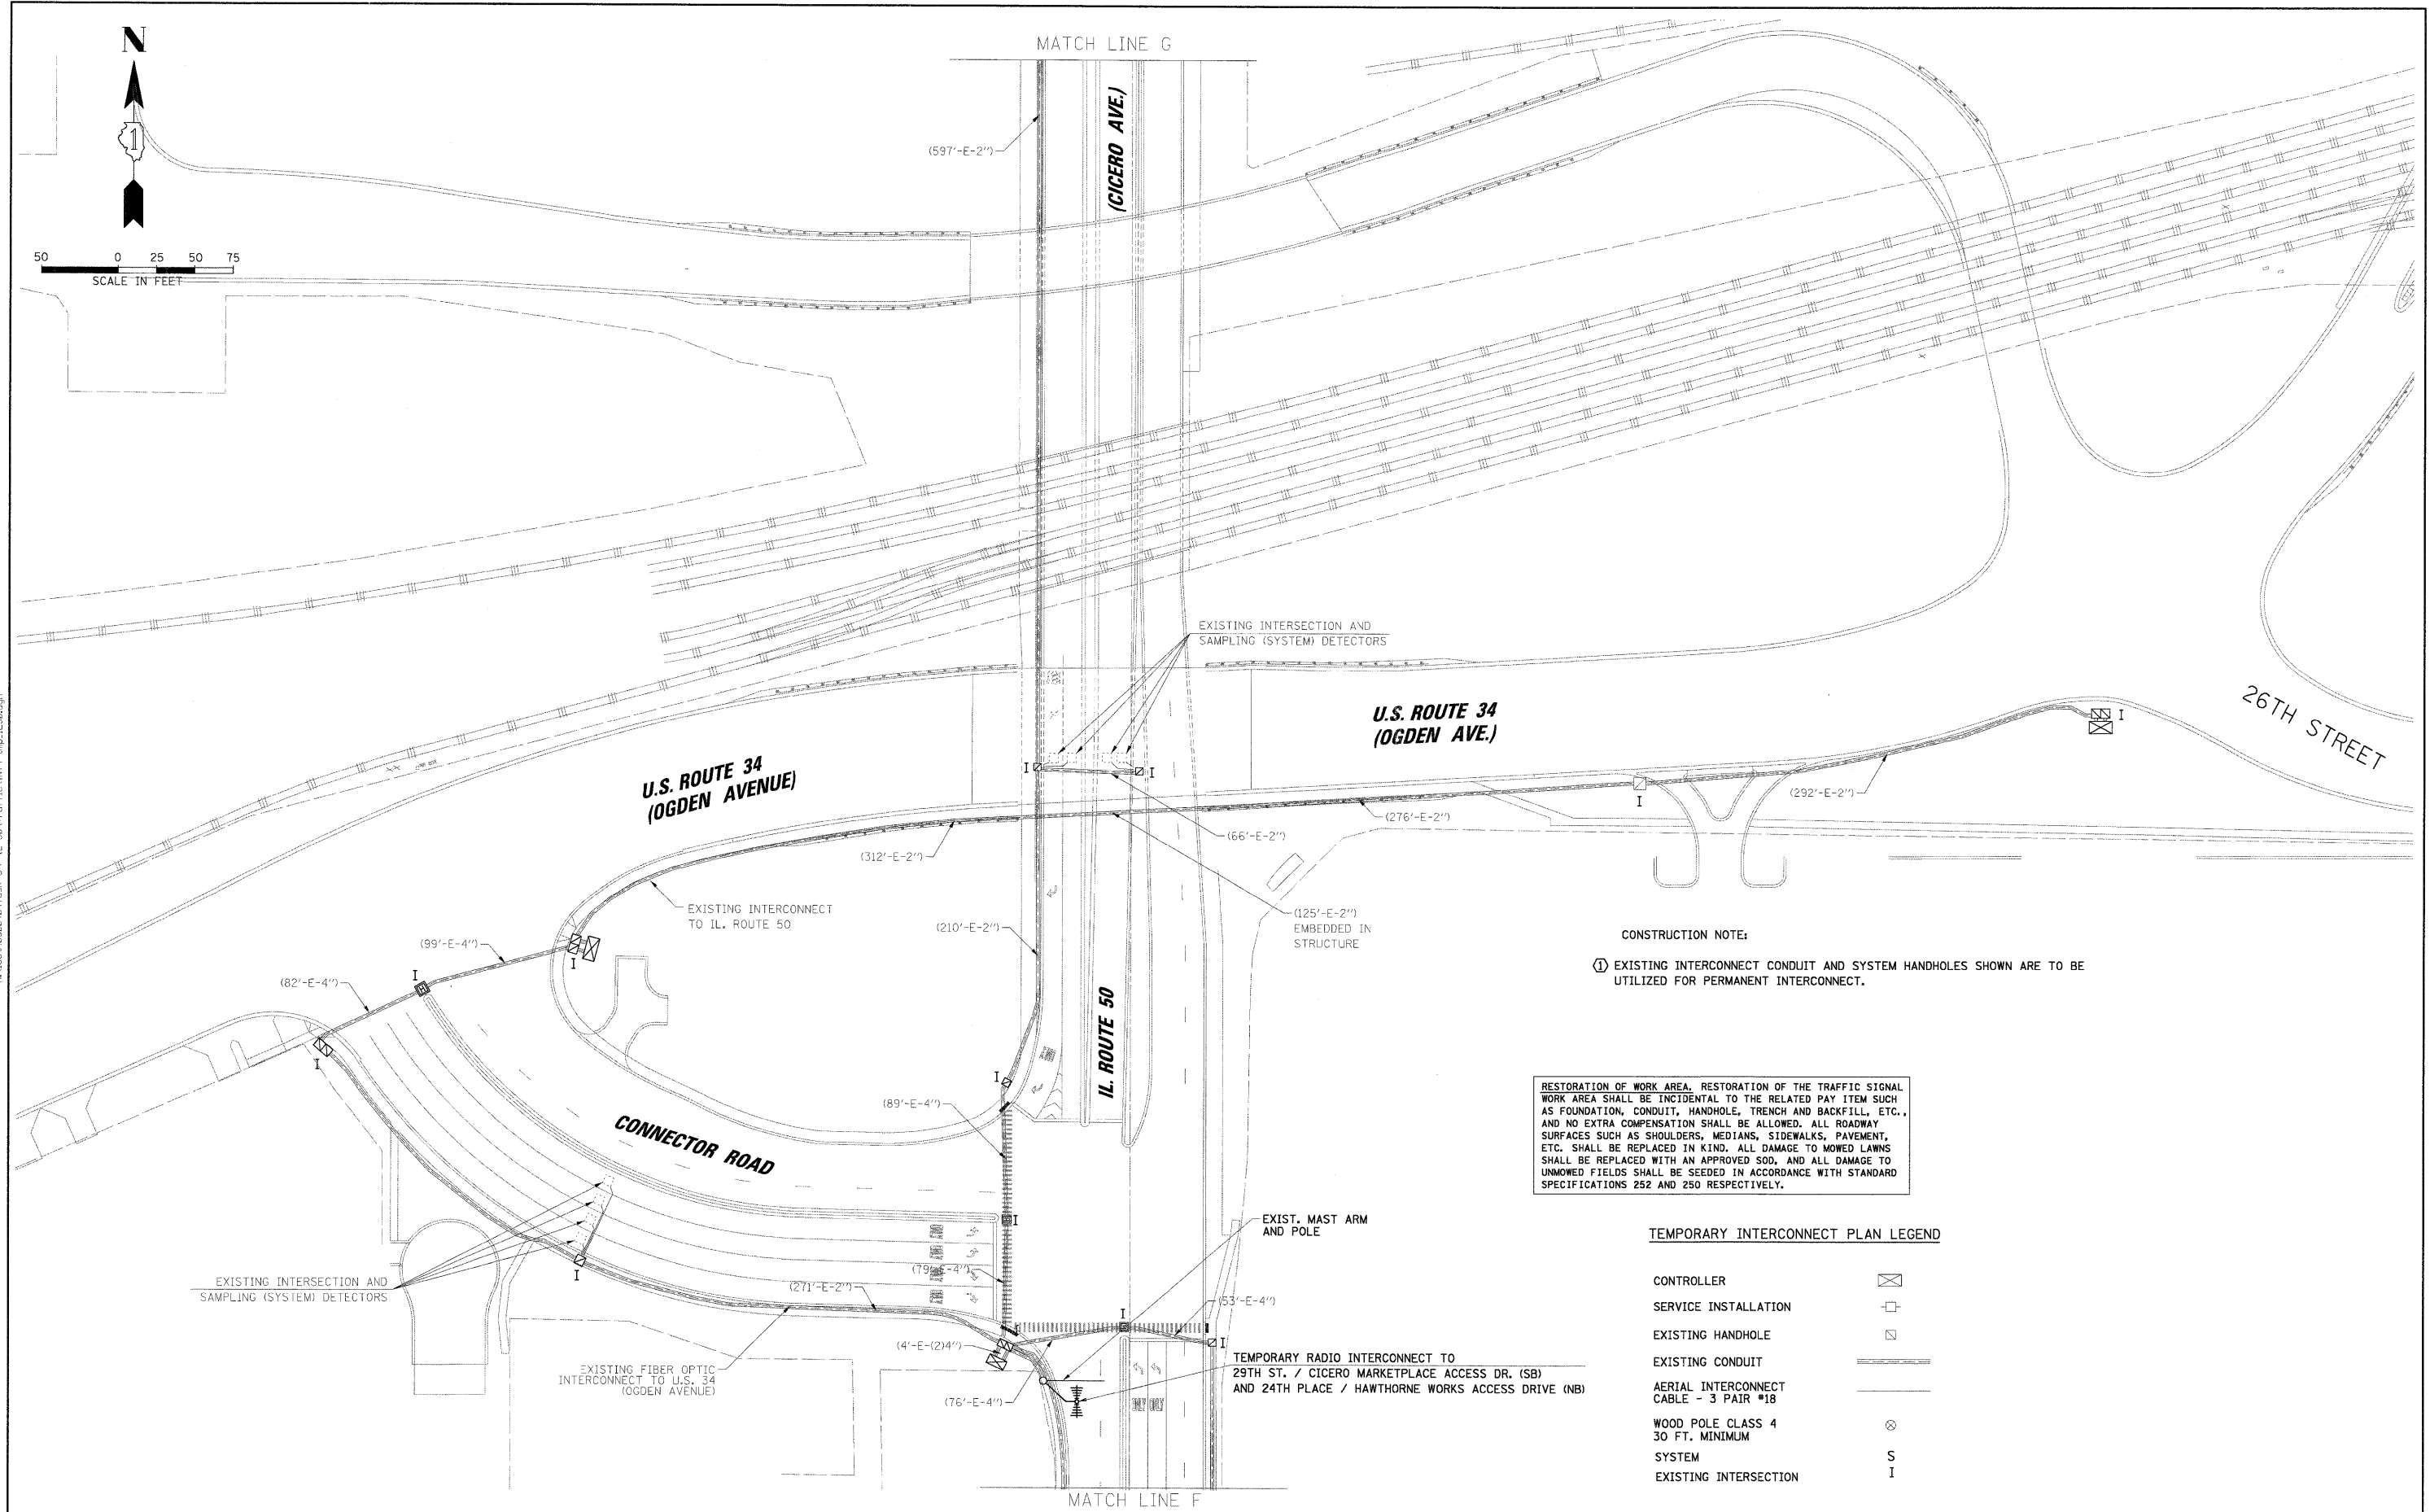 MATCH LINE G
N
1
50 0 25 50 75
SCALE IN FEET
(597'-E-2")
(CICERO AVE.)
EXISTING INTERSECTION AND
SAMPLING (SYSTEM) DETECTORS
U.S. ROUTE 34
(OGDEN AVE.)
26TH STREET
I
U.S. ROUTE 34
(OGDEN AVENUE)
I
I
I
(292'-E-2")
(276'-E-2")
(66'-E-2")
(312'-E-2")
EXISTING INTERCONNECT
TO IL. ROUTE 50
(210'-E-2")
(125'-E-2")
EMBEDDED IN
STRUCTURE
(99'-E-4")
I
I
(82'-E-4")
I
CONSTRUCTION NOTE:
1 EXISTING INTERCONNECT CONDUIT AND SYSTEM HANDHOLES SHOWN ARE TO BE
UTILIZED FOR PERMANENT INTERCONNECT.
IL. ROUTE 50
I
(89'-E-4")
CONNECTOR ROAD
RESTORATION OF WORK AREA. RESTORATION OF THE TRAFFIC SIGNAL
WORK AREA SHALL BE INCIDENTAL TO THE RELATED PAY ITEM SUCH
AS FOUNDATION, CONDUIT, HANDHOLE, TRENCH AND BACKFILL, ETC.,
AND NO EXTRA COMPENSATION SHALL BE ALLOWED. ALL ROADWAY
SURFACES SUCH AS SHOULDERS, MEDIANS, SIDEWALKS, PAVEMENT,
ETC. SHALL BE REPLACED IN KIND. ALL DAMAGE TO MOWED LAWNS
SHALL BE REPLACED WITH AN APPROVED SOD, AND ALL DAMAGE TO
UNMOWED FIELDS SHALL BE SEEDED IN ACCORDANCE WITH STANDARD
SPECIFICATIONS 252 AND 250 RESPECTIVELY.
I
EXIST. MAST ARM
AND POLE
EXISTING INTERSECTION AND
SAMPLING (SYSTEM) DETECTORS
I
(79'-E-4")
(271'-E-2")
(53'-E-4")
I
I
(4'-E-(2)4")
EXISTING FIBER OPTIC
INTERCONNECT TO U.S. 34
(OGDEN AVENUE)
(76'-E-4")
TEMPORARY RADIO INTERCONNECT TO
29TH ST. / CICERO MARKETPLACE ACCESS DR. (SB)
AND 24TH PLACE / HAWTHORNE WORKS ACCESS DRIVE (NB)
ONLY ONLY
MATCH LINE F
TEMPORARY INTERCONNECT PLAN LEGEND
CONTROLLER
SERVICE INSTALLATION
EXISTING HANDHOLE
EXISTING CONDUIT
AERIAL INTERCONNECT
CABLE - 3 PAIR #18
WOOD POLE CLASS 4
30 FT. MINIMUM
SYSTEM S
EXISTING INTERSECTION I